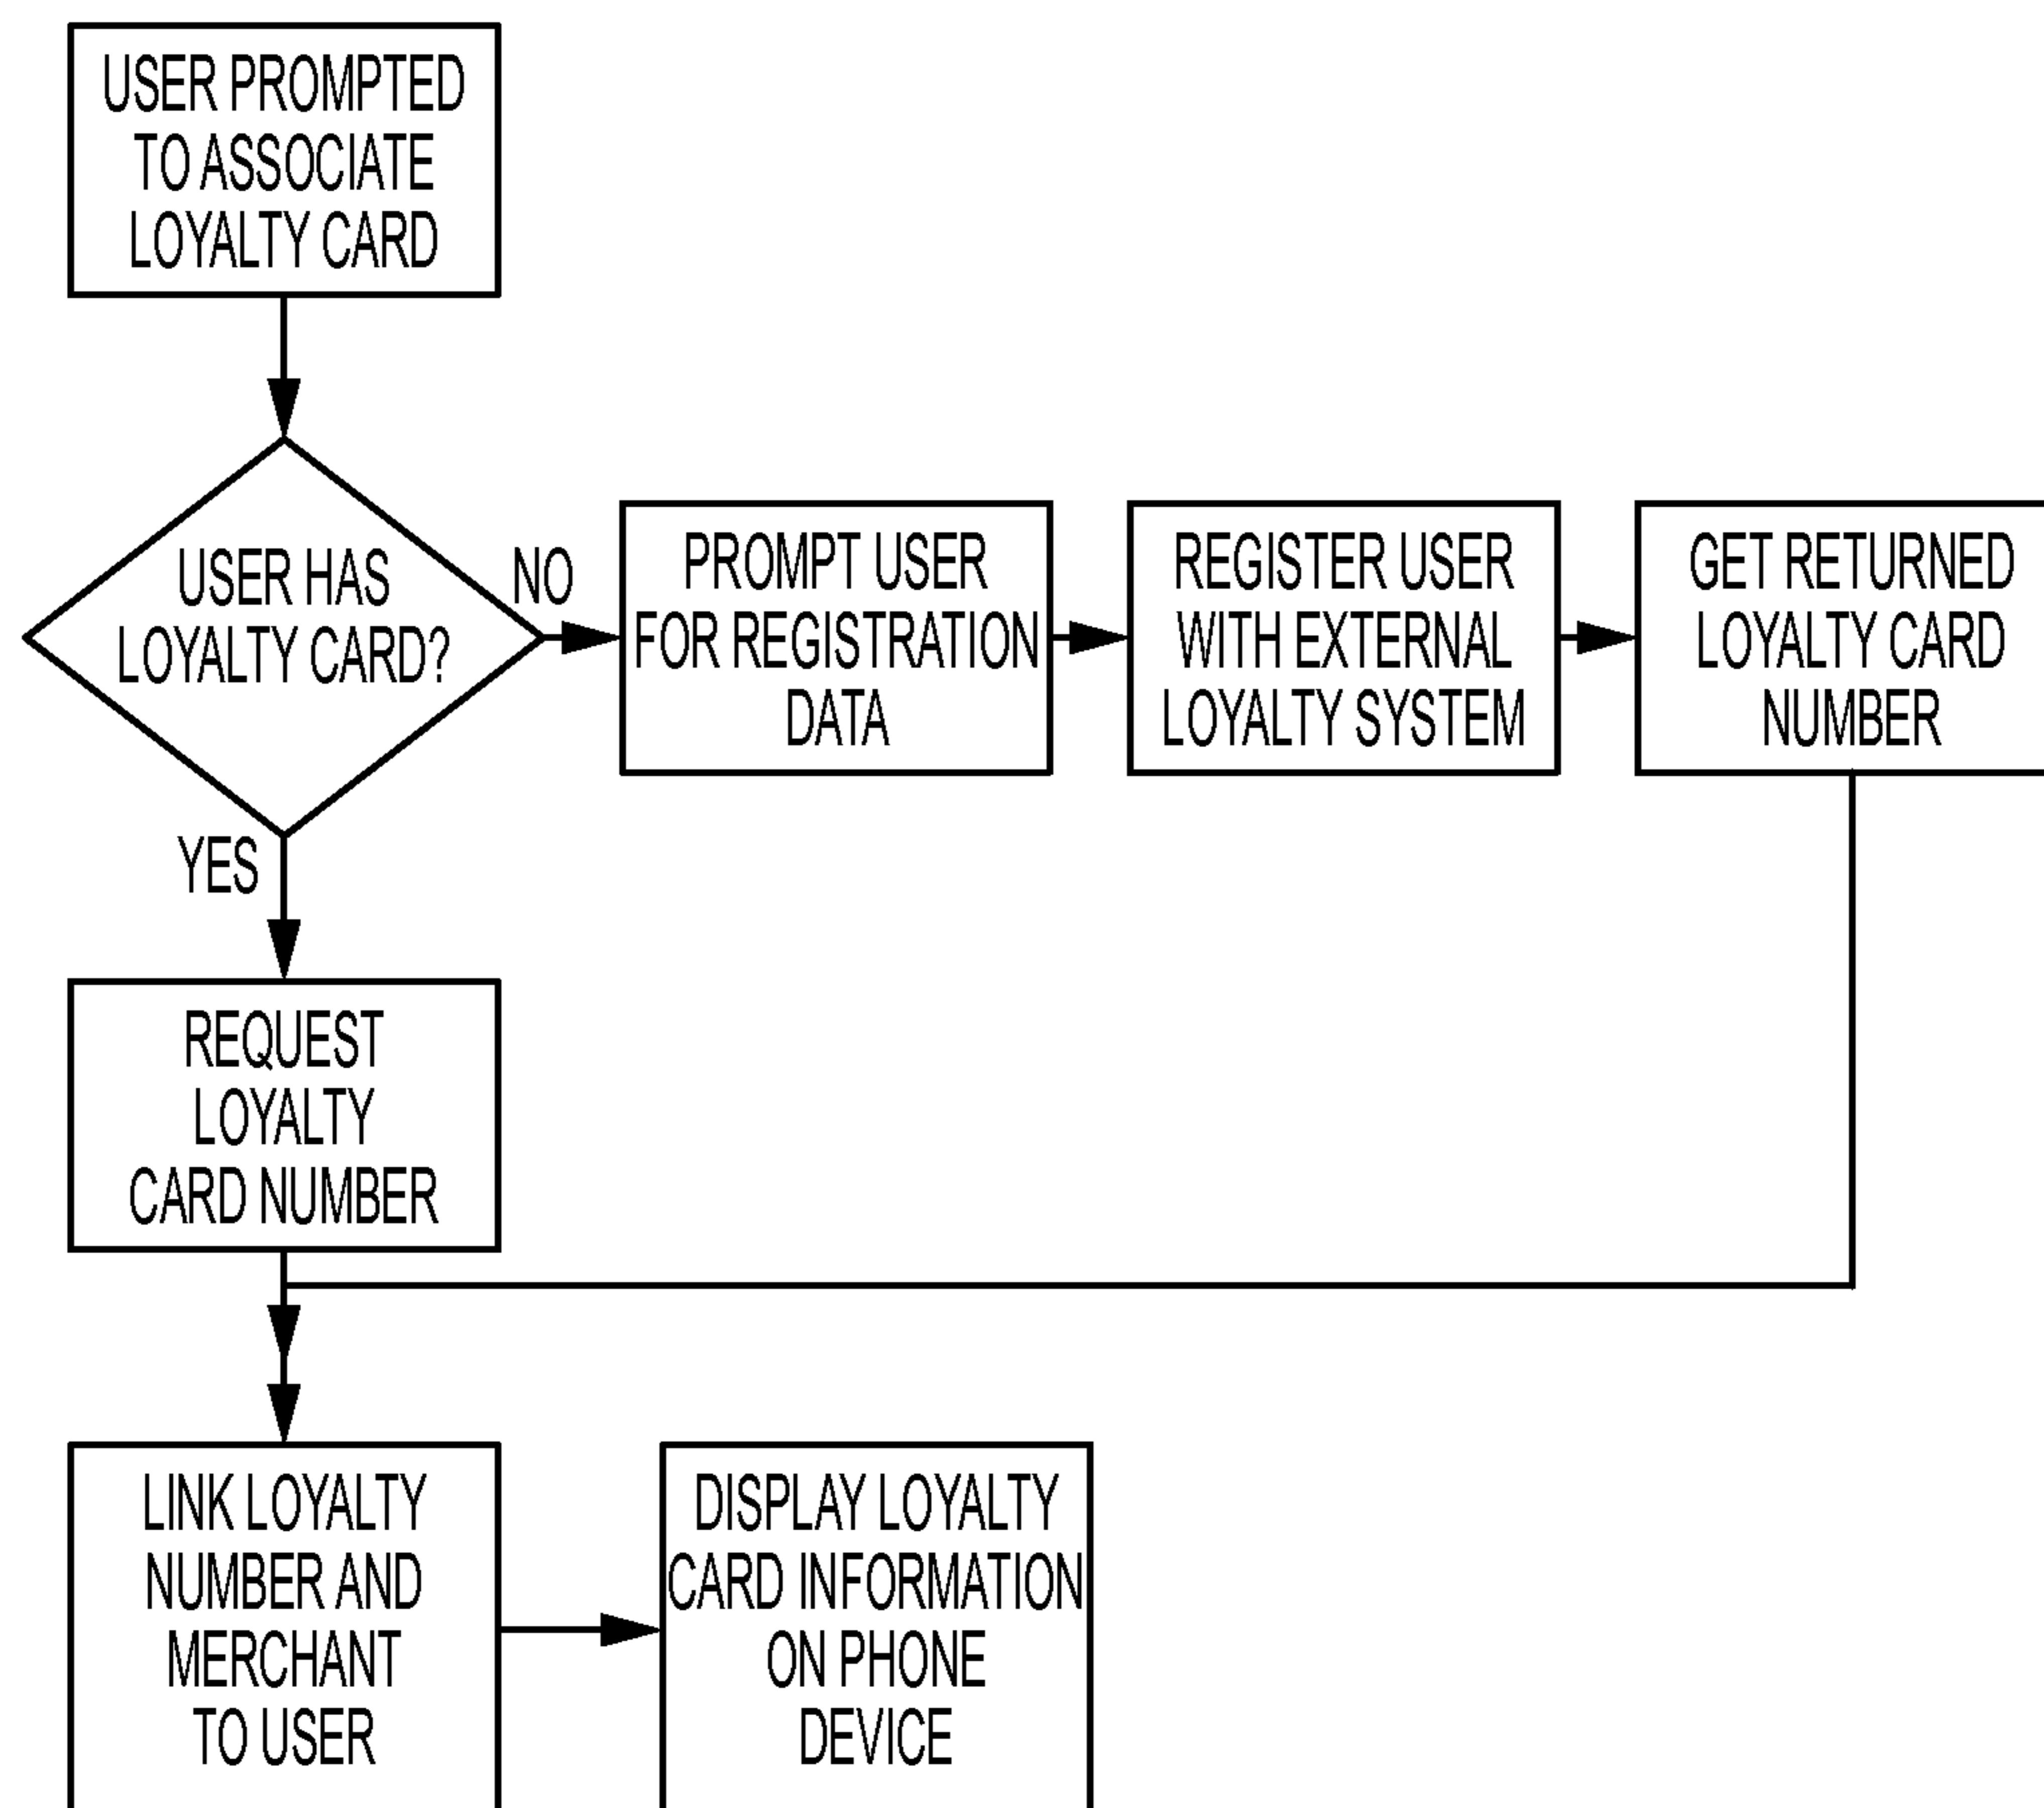 USER PROMPTED
TO ASSOCIATE
LOYALTY CARD
USER HAS
LOYALTY CARD?
NO
PROMPT USER
FOR REGISTRATION
DATA
REGISTER USER
WITH EXTERNAL
LOYALTY SYSTEM
GET RETURNED
LOYALTY CARD
NUMBER
YES
REQUEST
LOYALTY
CARD NUMBER
LINK LOYALTY
NUMBER AND
MERCHANT
TO USER
DISPLAY LOYALTY
CARD INFORMATION
ON PHONE
DEVICE